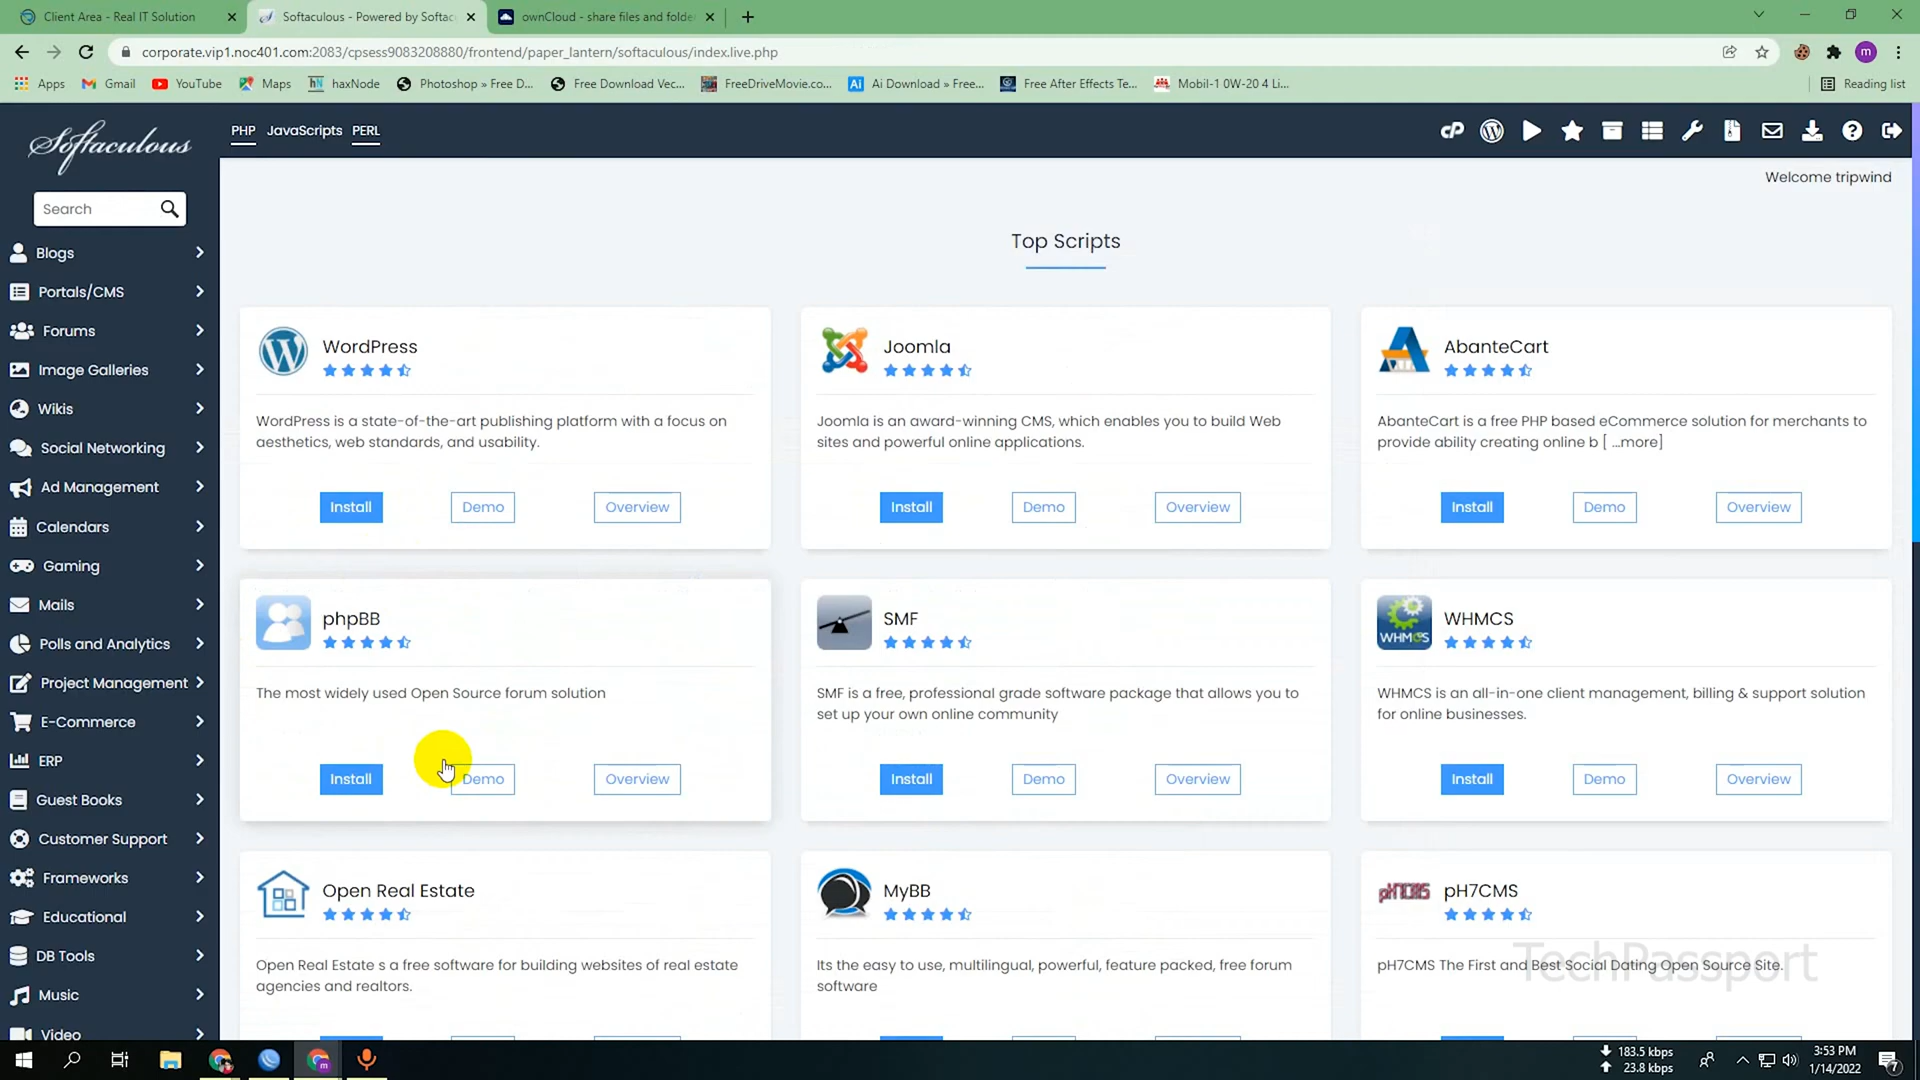 Client Area - Real IT Solution
Softaculous - Powered by Softac
ownCloud - share files and folde
corporate.vip1.noc401.com:2083/cpsess9083208880/frontend/paper_lantern/softaculous/index.live.php
m
Apps
Gmail
YouTube
Maps
hn
haxNode
Photoshop » Free D...
Free Download Vec...
FreeDriveMovie.co...
Ai
Ai Download » Free...
Free After Effects Te...
Mobil-1 0W-20 4 Li...
Reading list
Softaculous
PHP
JavaScripts
PERL
cP
Welcome tripwind
Search
Blogs
Portals/CMS
Forums
Image Galleries
Wikis
Social Networking
Ad Management
Calendars
Gaming
Mails
Polls and Analytics
Project Management
E-Commerce
ERP
Guest Books
Customer Support
Frameworks
Educational
DB Tools
Music
Video
Top Scripts
WordPress
WordPress is a state-of-the-art publishing platform with a focus on
aesthetics, web standards, and usability.
Install
Demo
Overview
Joomla
Joomla is an award-winning CMS, which enables you to build Web
sites and powerful online applications.
Install
Demo
Overview
AbanteCart
AbanteCart is a free PHP based eCommerce solution for merchants to
provide ability creating online b [ ...more]
Install
Demo
Overview
phpBB
The most widely used Open Source forum solution
Install
Demo
Overview
SMF
SMF is a free, professional grade software package that allows you to
set up your own online community
Install
Demo
Overview
WHMCS
WHMCS
WHMCS is an all-in-one client management, billing & support solution
for online businesses.
Install
Demo
Overview
Open Real Estate
Open Real Estate s a free software for building websites of real estate
agencies and realtors.
MyBB
Its the easy to use, multilingual, powerful, feature packed, free forum
software
pH7CMS
pH7CMS
pH7CMS The First and Best Social Dating Open Source Site.
TechPassport
183.5 kbps
23.8 kbps
3:53 PM
1/14/2022
7